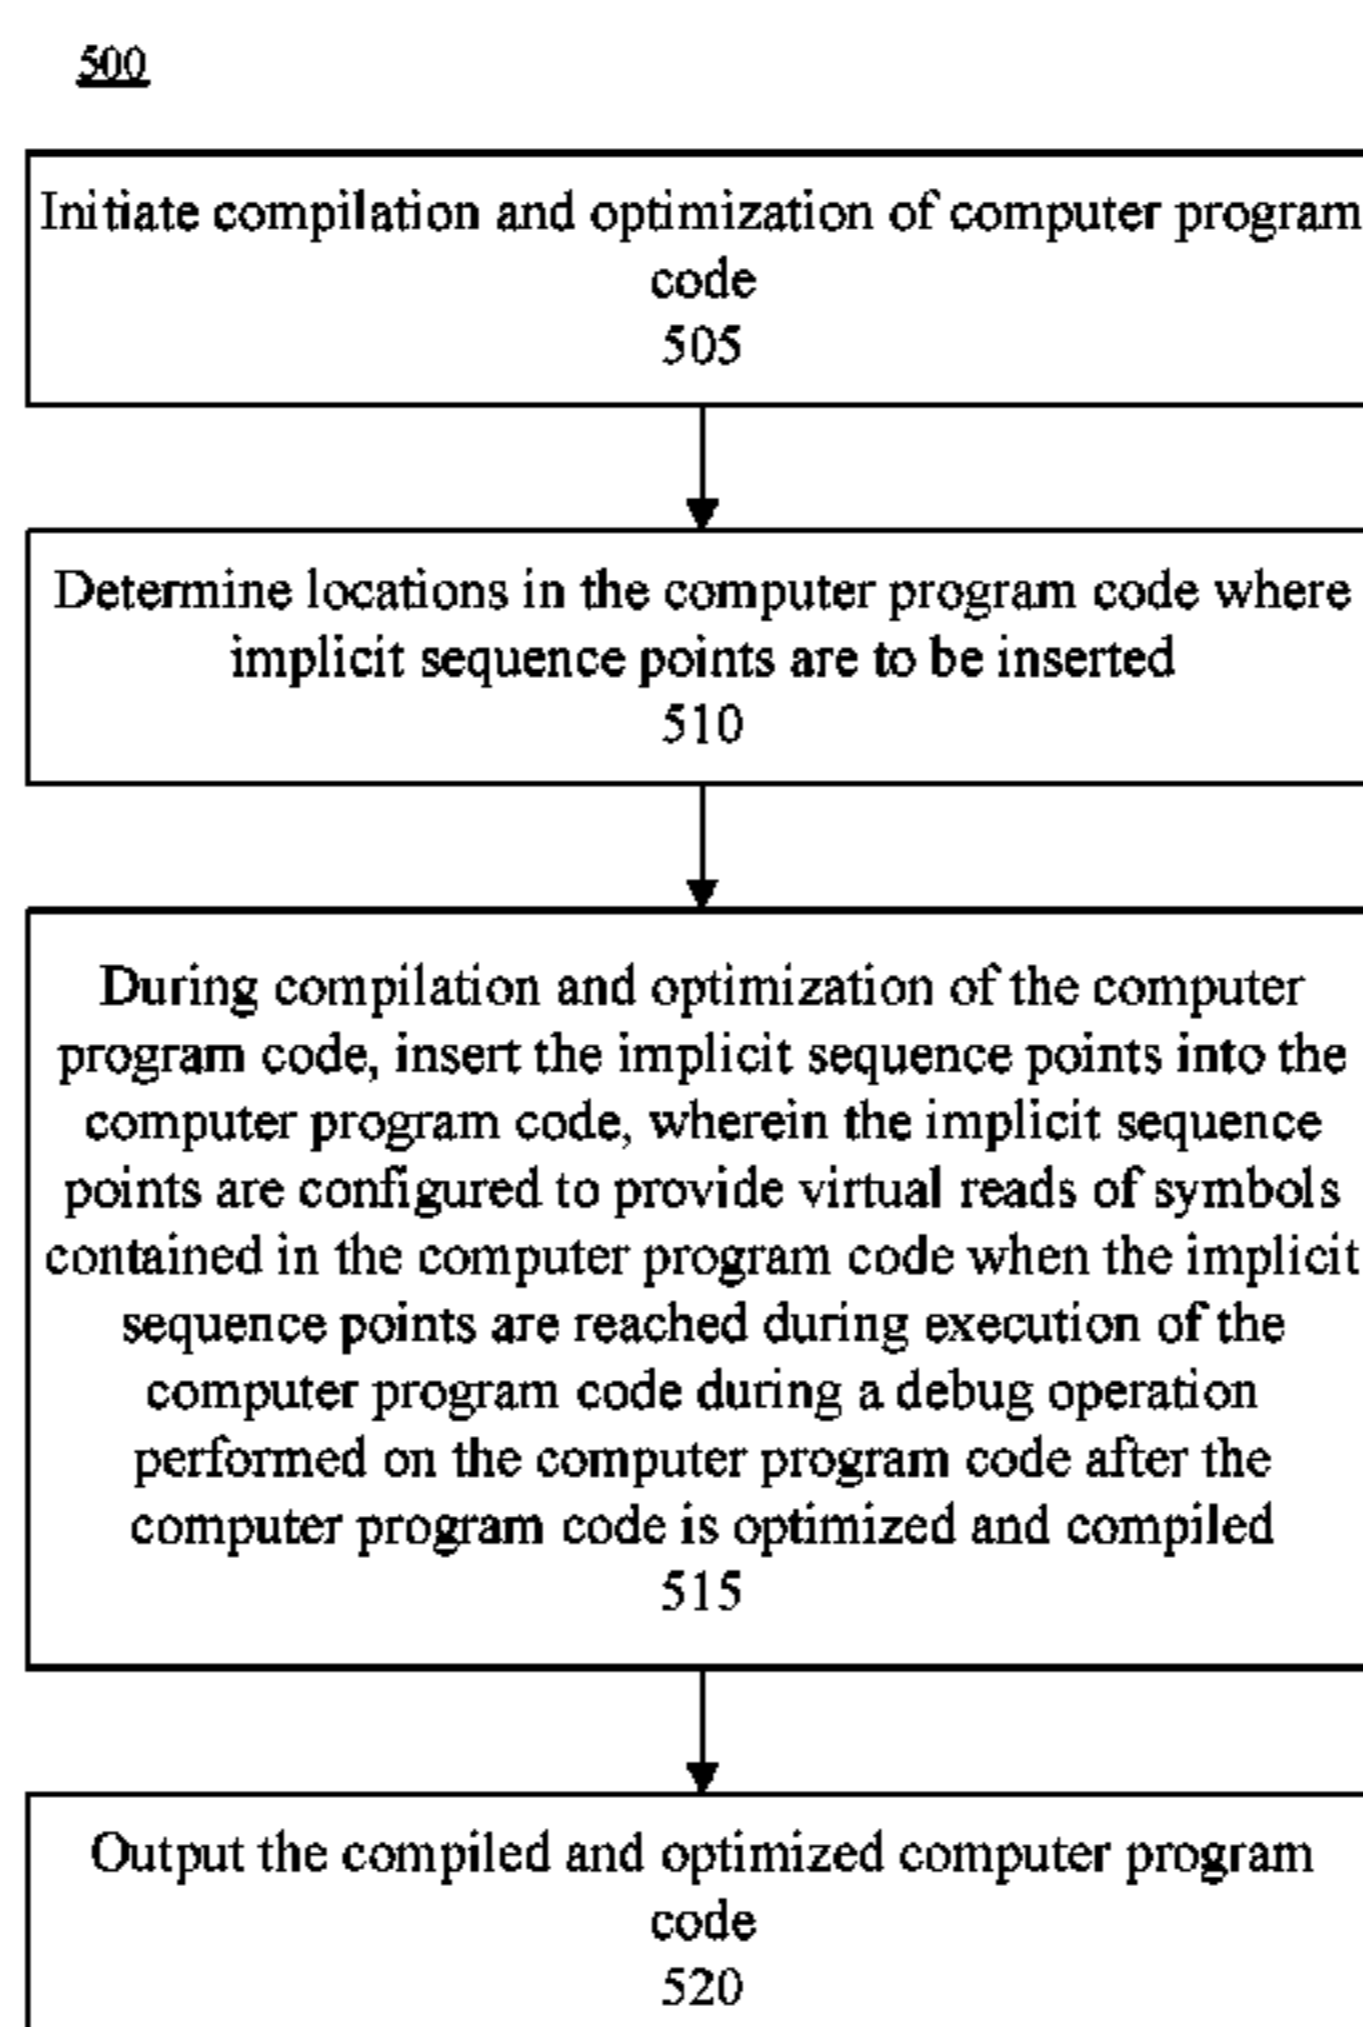 500
Initiate compilation and optimization of computer program
code
505
Determine locations in the computer program code where
implicit sequence points are to be inserted
510
During compilation and optimization of the computer
program code, insert the implicit sequence points into the
computer program code, wherein the implicit sequence
points are configured to provide virtual reads of symbols
contained in the computer program code when the implicit
sequence points are reached during execution of the
computer program code during a debug operation
performed on the computer program code after the
computer program code is optimized and compiled
515
Output the compiled and optimized computer program
code
520